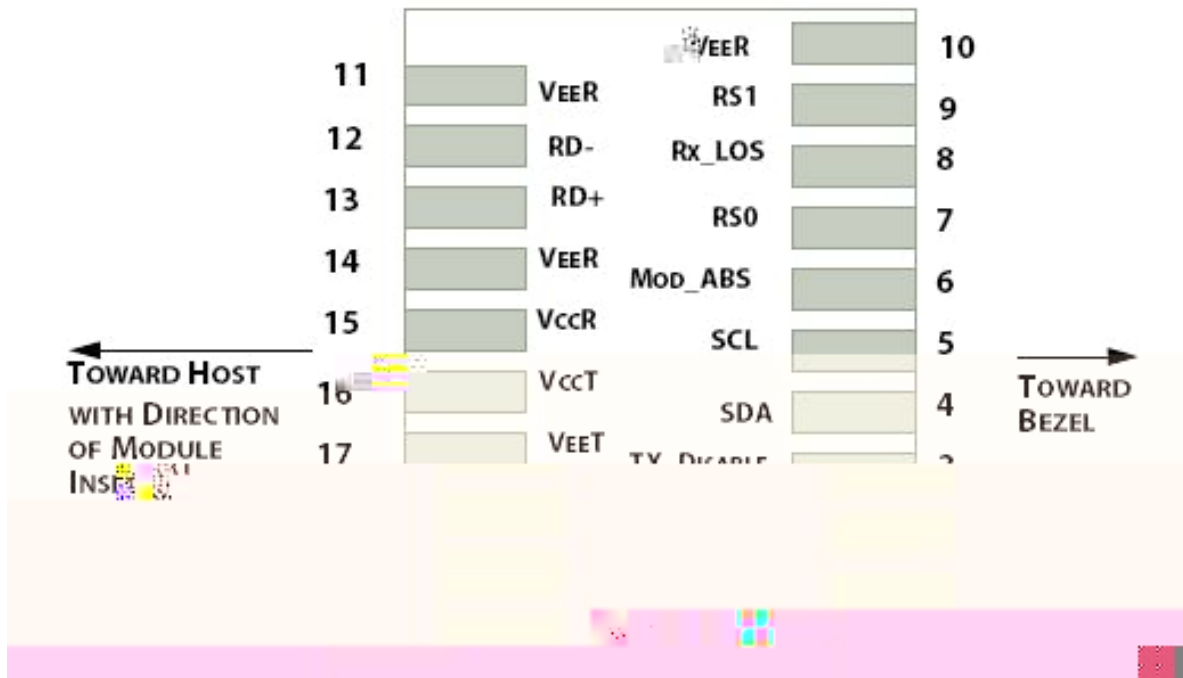 VEER 10
11 VEER
RS1 9
12 RD-
Rx_LOS 8
13 RD+
RS0 7
14 VEER
MOD_ABS 6
15 VCCR
SCL 5
TOWARD HOST
WITH DIRECTION
OF MODULE
16 VCCT
SDA 4
TOWARD
BEZEL
17 VEET
TX_DISABLE